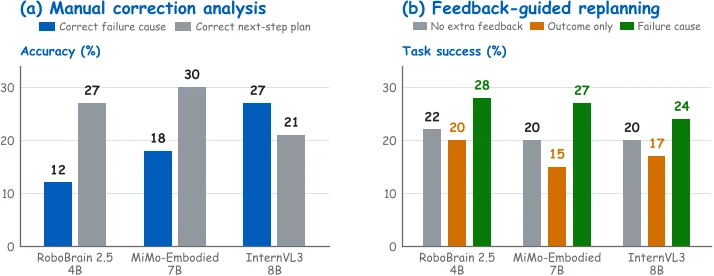 (a) Manual correction analysis
Correct failure cause Correct next-step plan
Accuracy (%)
30
20
10
0
12
27
18
30
27
21
RoboBrain 2.5
4B
MiMo-Embodied
7B
InternVL3
8B
(b) Feedback-guided replanning
No extra feedback Outcome only Failure cause
Task success (%)
30
20
10
0
22
20
28
20
15
27
20
17
24
RoboBrain 2.5
4B
MiMo-Embodied
7B
InternVL3
8B